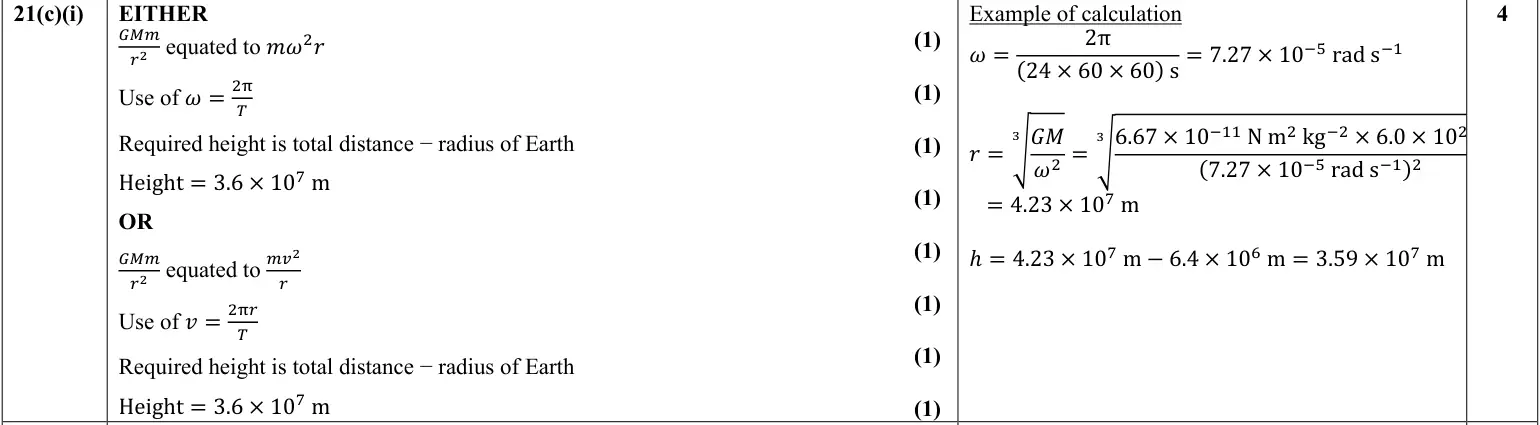 21(c)(i) EITHER Example of calculation 4
GMm/r² equated to mω²r (1)
ω = 2π/((24 × 60 × 60) s) = 7.27 × 10⁻⁵ rad s⁻¹
Use of ω = 2π/T (1)
Required height is total distance − radius of Earth (1)
r = ∛(GM/ω²) = ∛(6.67 × 10⁻¹¹ N m² kg⁻² × 6.0 × 10²/(7.27 × 10⁻⁵ rad s⁻¹)²)
Height = 3.6 × 10⁷ m (1)
= 4.23 × 10⁷ m
OR
GMm/r² equated to mv²/r (1)
h = 4.23 × 10⁷ m − 6.4 × 10⁶ m = 3.59 × 10⁷ m
Use of v = 2πr/T (1)
Required height is total distance − radius of Earth (1)
Height = 3.6 × 10⁷ m (1)